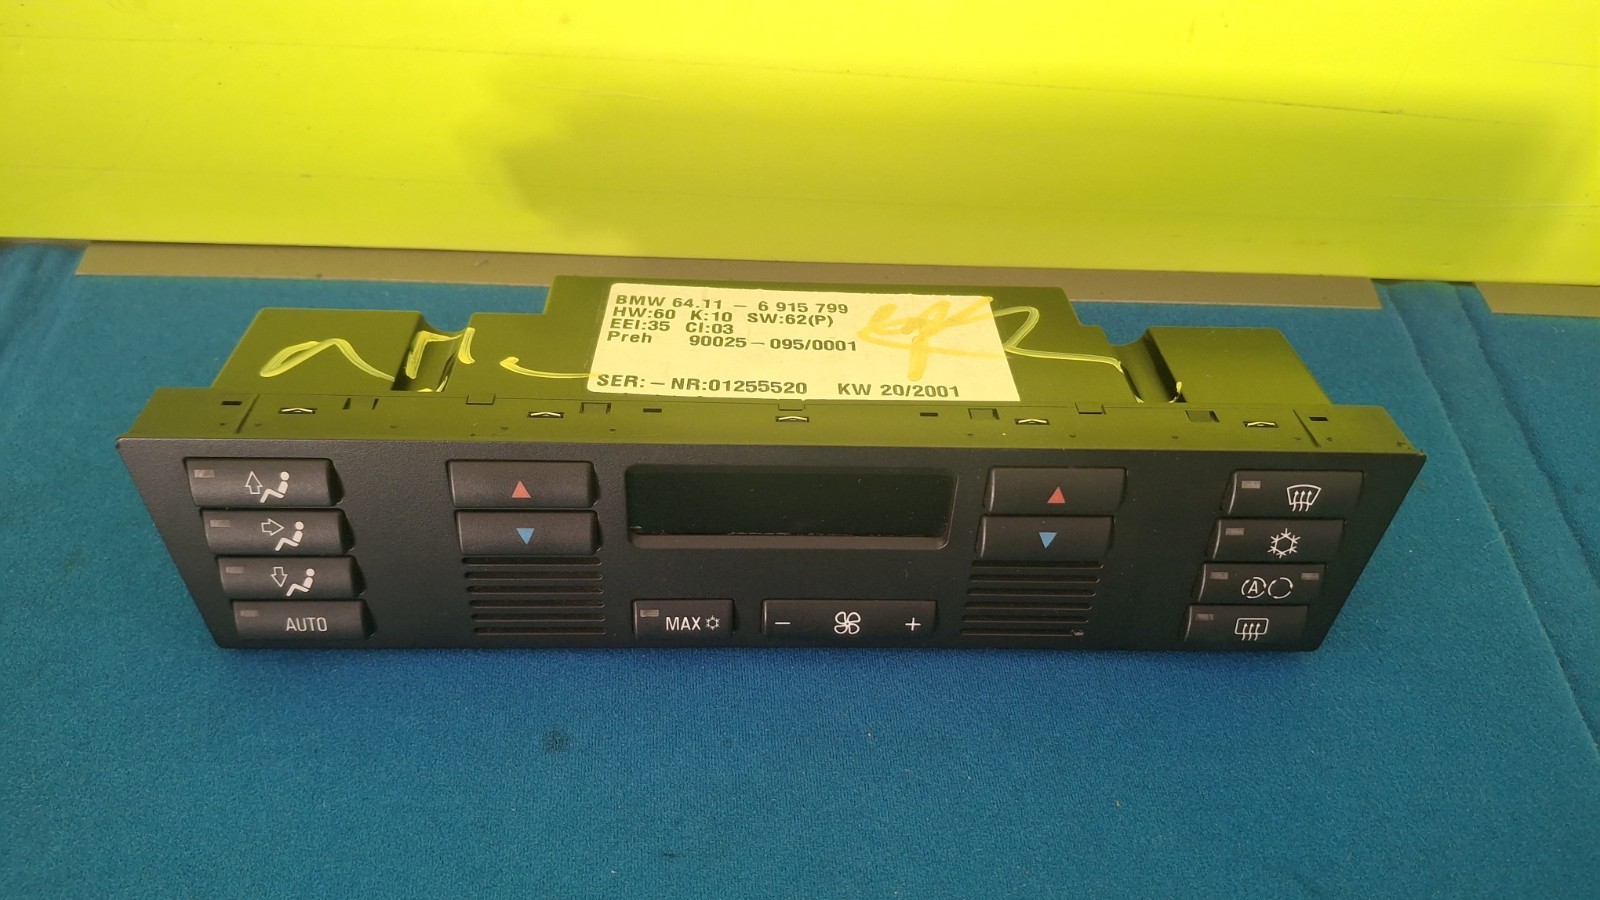 BMW 64.11 - 6 915 799
HW:60 K:10 SW:62(P)
EEI:35 CI:03
Preh 90025-095/0001
SER:-NR:01255520 KW 20/2001
AUTO
MAX
- +
A